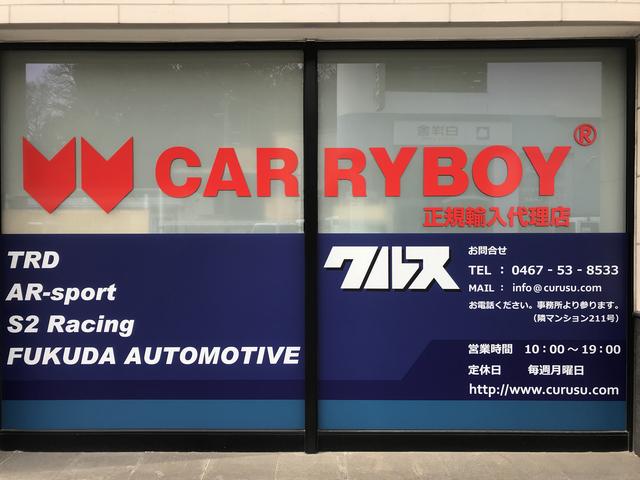 CARRYBOY®
正規輸入代理店
TRD
AR-sport
S2 Racing
FUKUDA AUTOMOTIVE
クルス
お問合せ
TEL : 0467 - 53 - 8533
MAIL : info@curusu.com
お電話ください。事務所より参ります。
(隣マンション211号)
営業時間 10:00～19:00
定休日 毎週月曜日
http://www.curusu.com